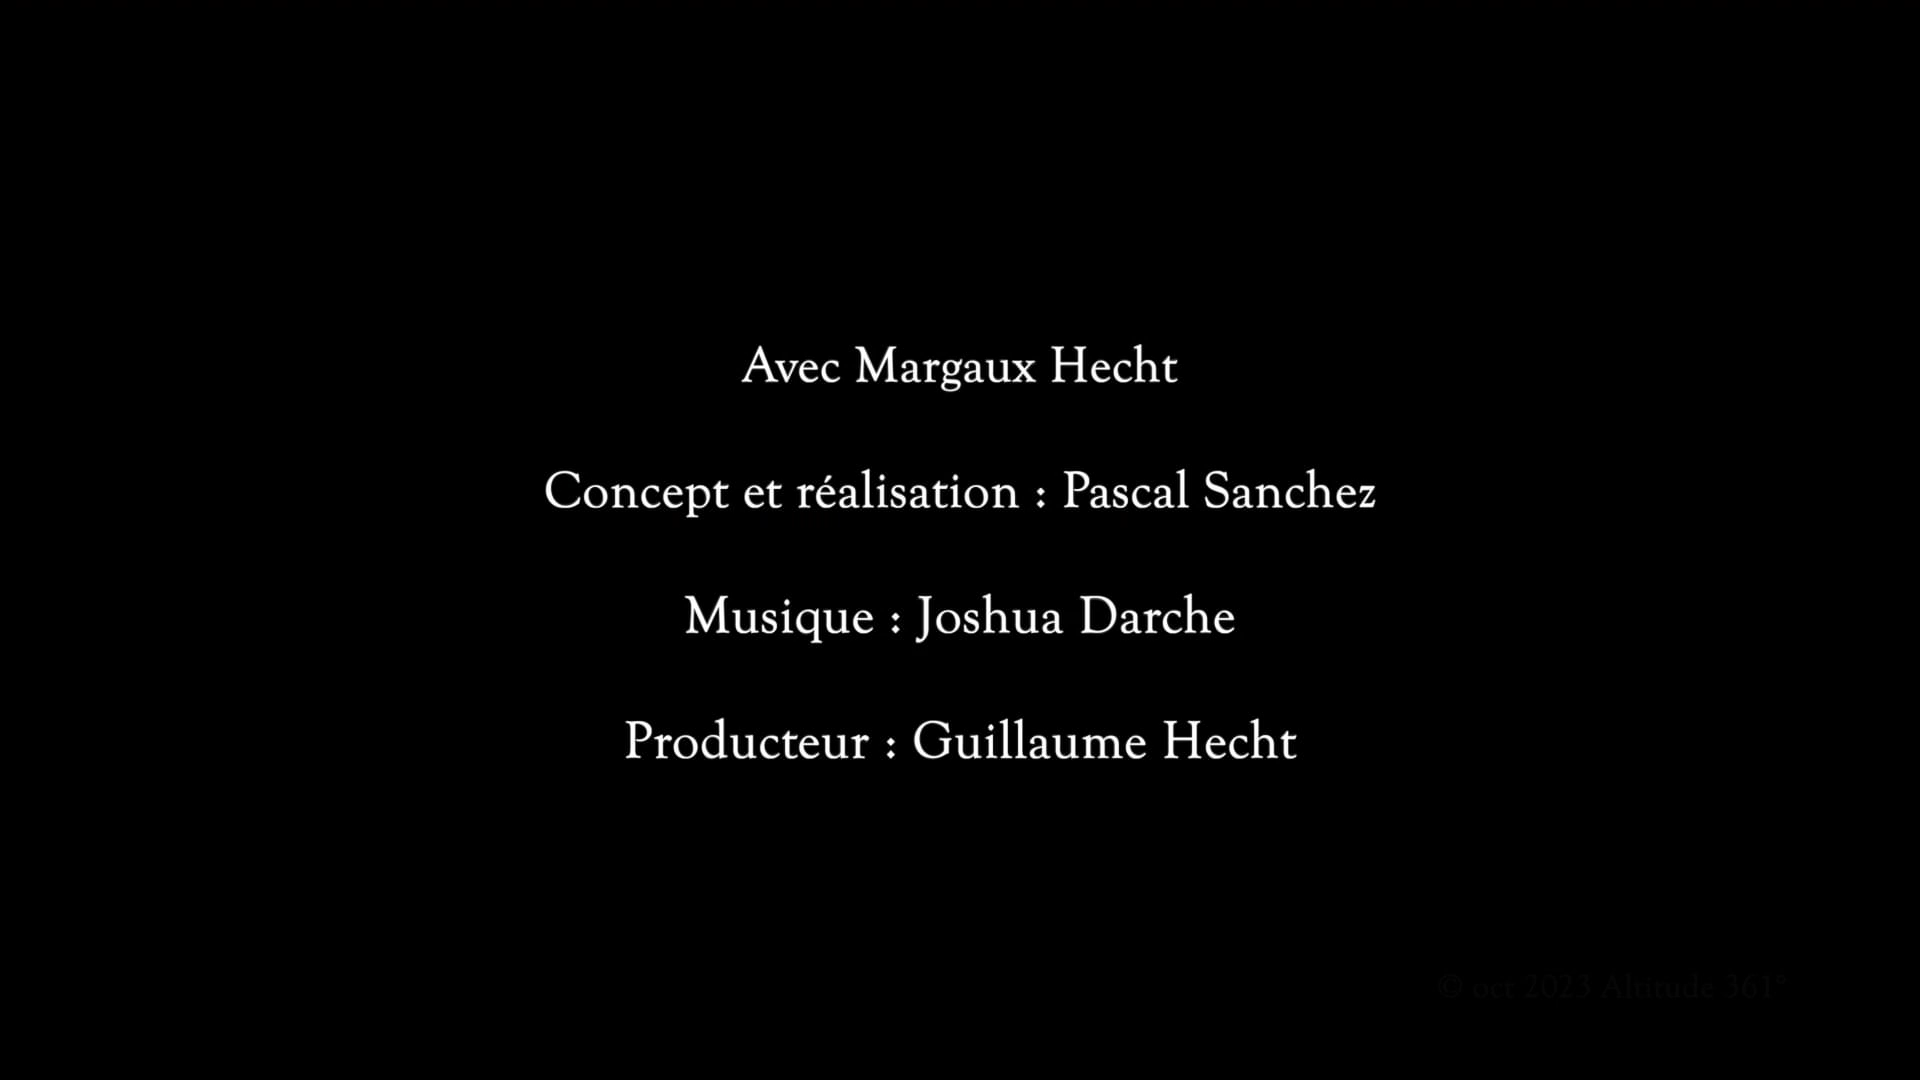 Avec Margaux Hecht
Concept et réalisation : Pascal Sanchez
Musique : Joshua Darche
Producteur : Guillaume Hecht
© oct 2023 Altitude 361°